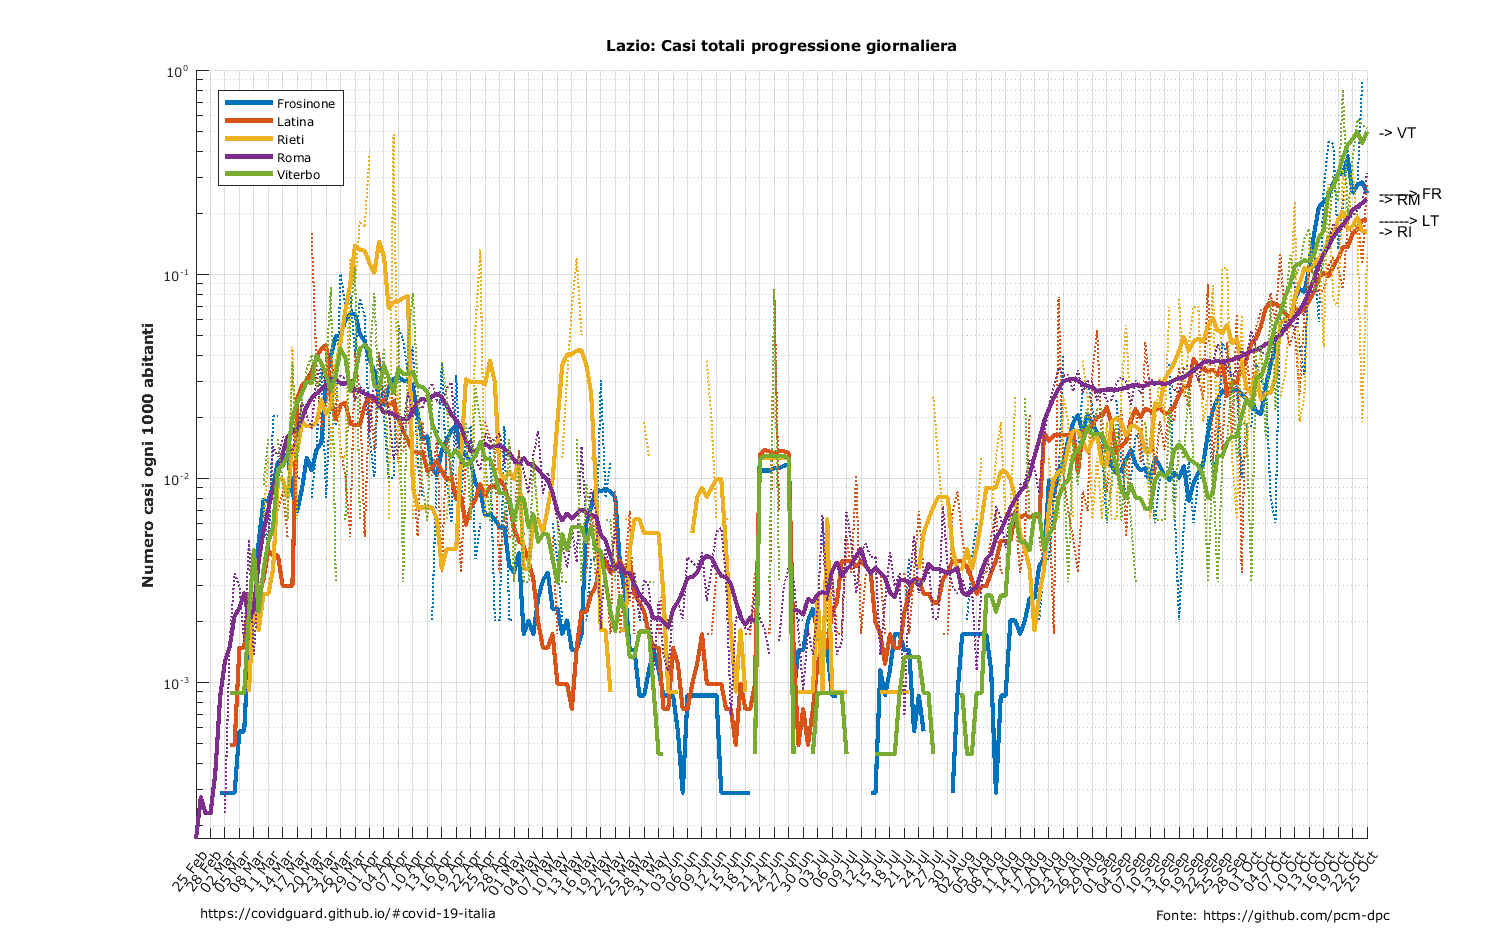 Lazio: Casi totali progressione giornaliera
Numero casi ogni 1000 abitanti
10⁰
10⁻¹
10⁻²
10⁻³
Frosinone
Latina
Rieti
Roma
Viterbo
-> VT
------> FR
-> RM
------> LT
-> RI
25 Feb
28 Feb
02 Mar
05 Mar
08 Mar
11 Mar
14 Mar
17 Mar
20 Mar
23 Mar
26 Mar
29 Mar
01 Apr
04 Apr
07 Apr
10 Apr
13 Apr
16 Apr
19 Apr
22 Apr
25 Apr
28 Apr
01 May
04 May
07 May
10 May
13 May
16 May
19 May
22 May
25 May
28 May
31 May
03 Jun
06 Jun
09 Jun
12 Jun
15 Jun
18 Jun
21 Jun
24 Jun
27 Jun
30 Jun
03 Jul
06 Jul
09 Jul
12 Jul
15 Jul
18 Jul
21 Jul
24 Jul
27 Jul
30 Jul
02 Aug
05 Aug
08 Aug
11 Aug
14 Aug
17 Aug
20 Aug
23 Aug
26 Aug
29 Aug
01 Sep
04 Sep
07 Sep
10 Sep
13 Sep
16 Sep
19 Sep
22 Sep
25 Sep
28 Sep
01 Oct
04 Oct
07 Oct
10 Oct
13 Oct
16 Oct
19 Oct
22 Oct
25 Oct
https://covidguard.github.io/#covid-19-italia
Fonte: https://github.com/pcm-dpc